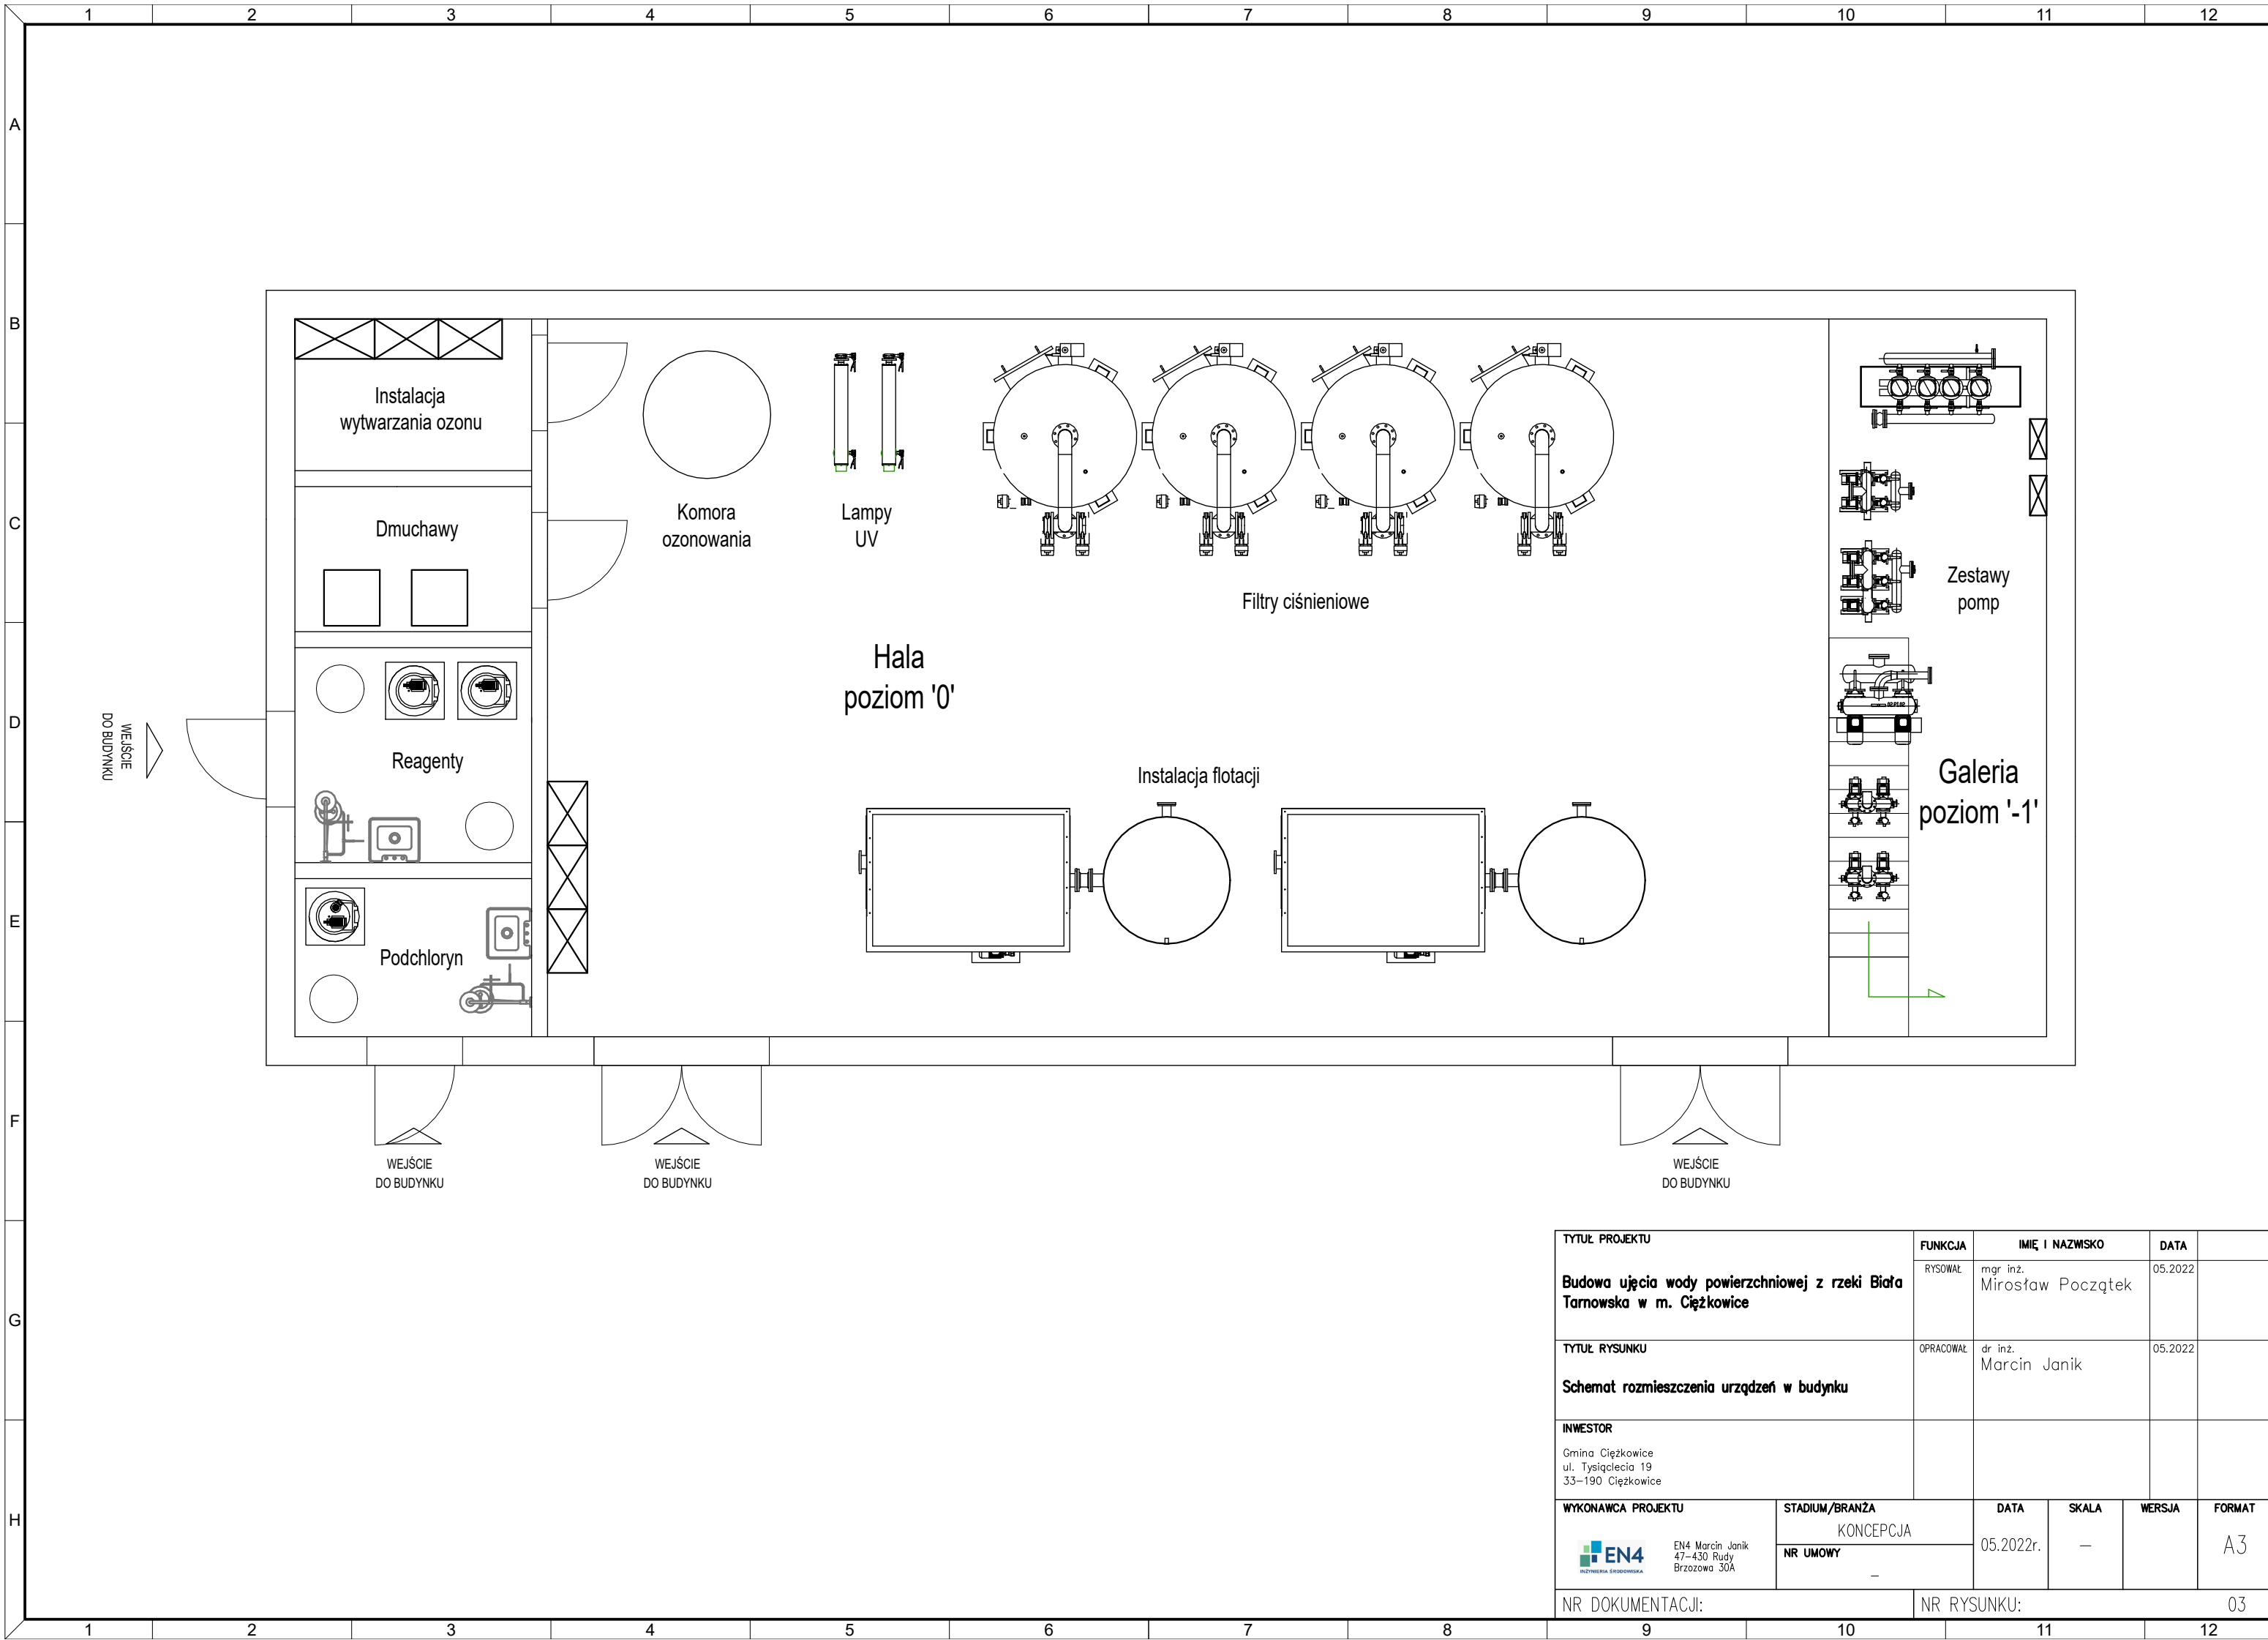 1 2 3 4 5 6 7 8 9 10 11 12
A
B
C
D
E
F
G
H
Instalacja
wytwarzania ozonu
Dmuchawy
Reagenty
Podchloryn
Komora
ozonowania
Lampy
UV
Filtry ciśnieniowe
Hala
poziom '0'
Instalacja flotacji
Zestawy
pomp
Galeria
poziom '-1'
WEJŚCIE
DO BUDYNKU
WEJŚCIE
DO BUDYNKU
WEJŚCIE
DO BUDYNKU
WEJŚCIE
DO BUDYNKU
TYTUŁ PROJEKTU
Budowa ujęcia wody powierzchniowej z rzeki Biała
Tarnowska w m. Ciężkowice
FUNKCJA IMIĘ I NAZWISKO DATA
RYSOWAŁ mgr inż. 05.2022
Mirosław Początek
TYTUŁ RYSUNKU
Schemat rozmieszczenia urządzeń w budynku
OPRACOWAŁ dr inż. 05.2022
Marcin Janik
INWESTOR
Gmina Ciężkowice
ul. Tysiąclecia 19
33-190 Ciężkowice
WYKONAWCA PROJEKTU
EN4
INŻYNIERIA ŚRODOWISKA
EN4 Marcin Janik
47-430 Rudy
Brzozowa 30A
STADIUM/BRANŻA
KONCEPCJA
NR UMOWY
–
DATA SKALA WERSJA FORMAT
05.2022r. – A3
NR DOKUMENTACJI: NR RYSUNKU: 03
1 2 3 4 5 6 7 8 9 10 11 12